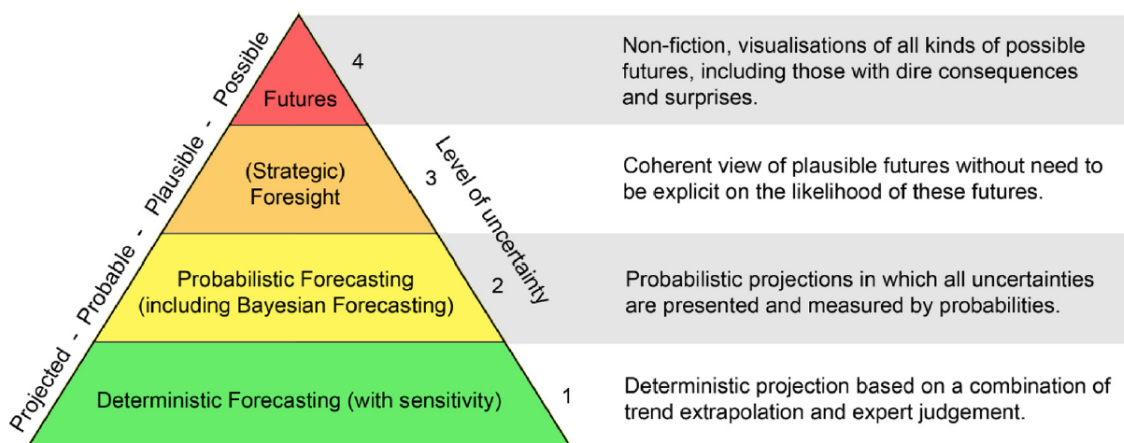 Projected - Probable - Plausible - Possible
Level of uncertainty
4
Futures
Non-fiction, visualisations of all kinds of possible
futures, including those with dire consequences
and surprises.
3
(Strategic)
Foresight
Coherent view of plausible futures without need to
be explicit on the likelihood of these futures.
2
Probabilistic Forecasting
(including Bayesian Forecasting)
Probabilistic projections in which all uncertainties
are presented and measured by probabilities.
1
Deterministic Forecasting (with sensitivity)
Deterministic projection based on a combination of
trend extrapolation and expert judgement.